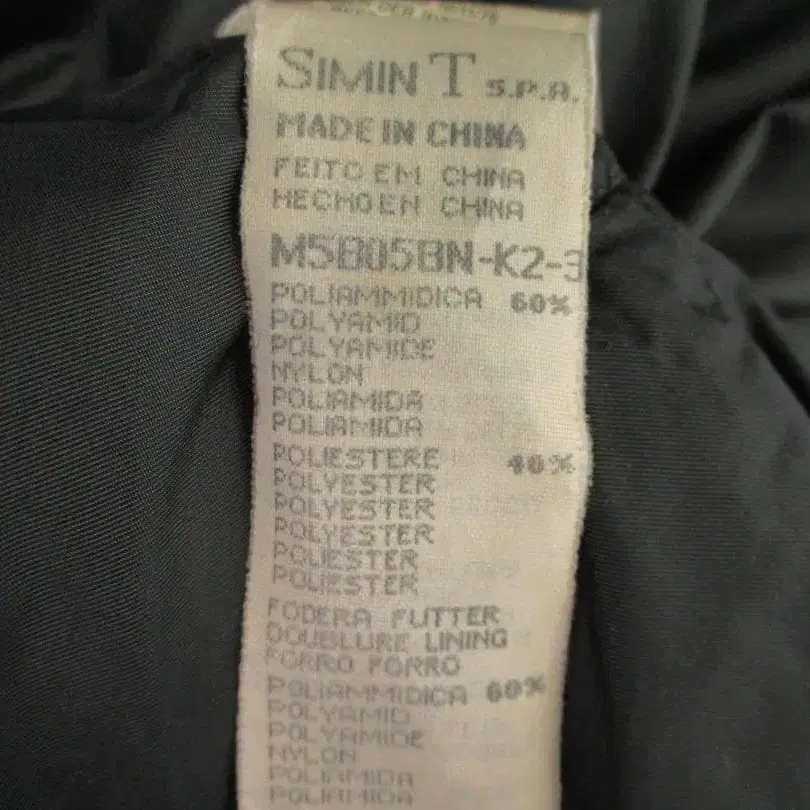 SIMINT S.P.A.
MADE IN CHINA
FEITO EM CHINA
HECHO EN CHINA
M5B05BN-K2-3
POLIAMMIDICA 60%
POLYAMID
POLYAMIDE
NYLON
POLIAMIDA
POLIAMIDA
POLIESTERE 40%
POLYESTER
POLYESTER
POLYESTER
POLIESTER
POLIESTER
FODERA FUTTER
DOUBLURE LINING
FORRO FORRO
POLIAMMIDICA 60%
POLYAMID
POLYAMIDE
NYLON
POLIAMIDA
POLIAMIDA